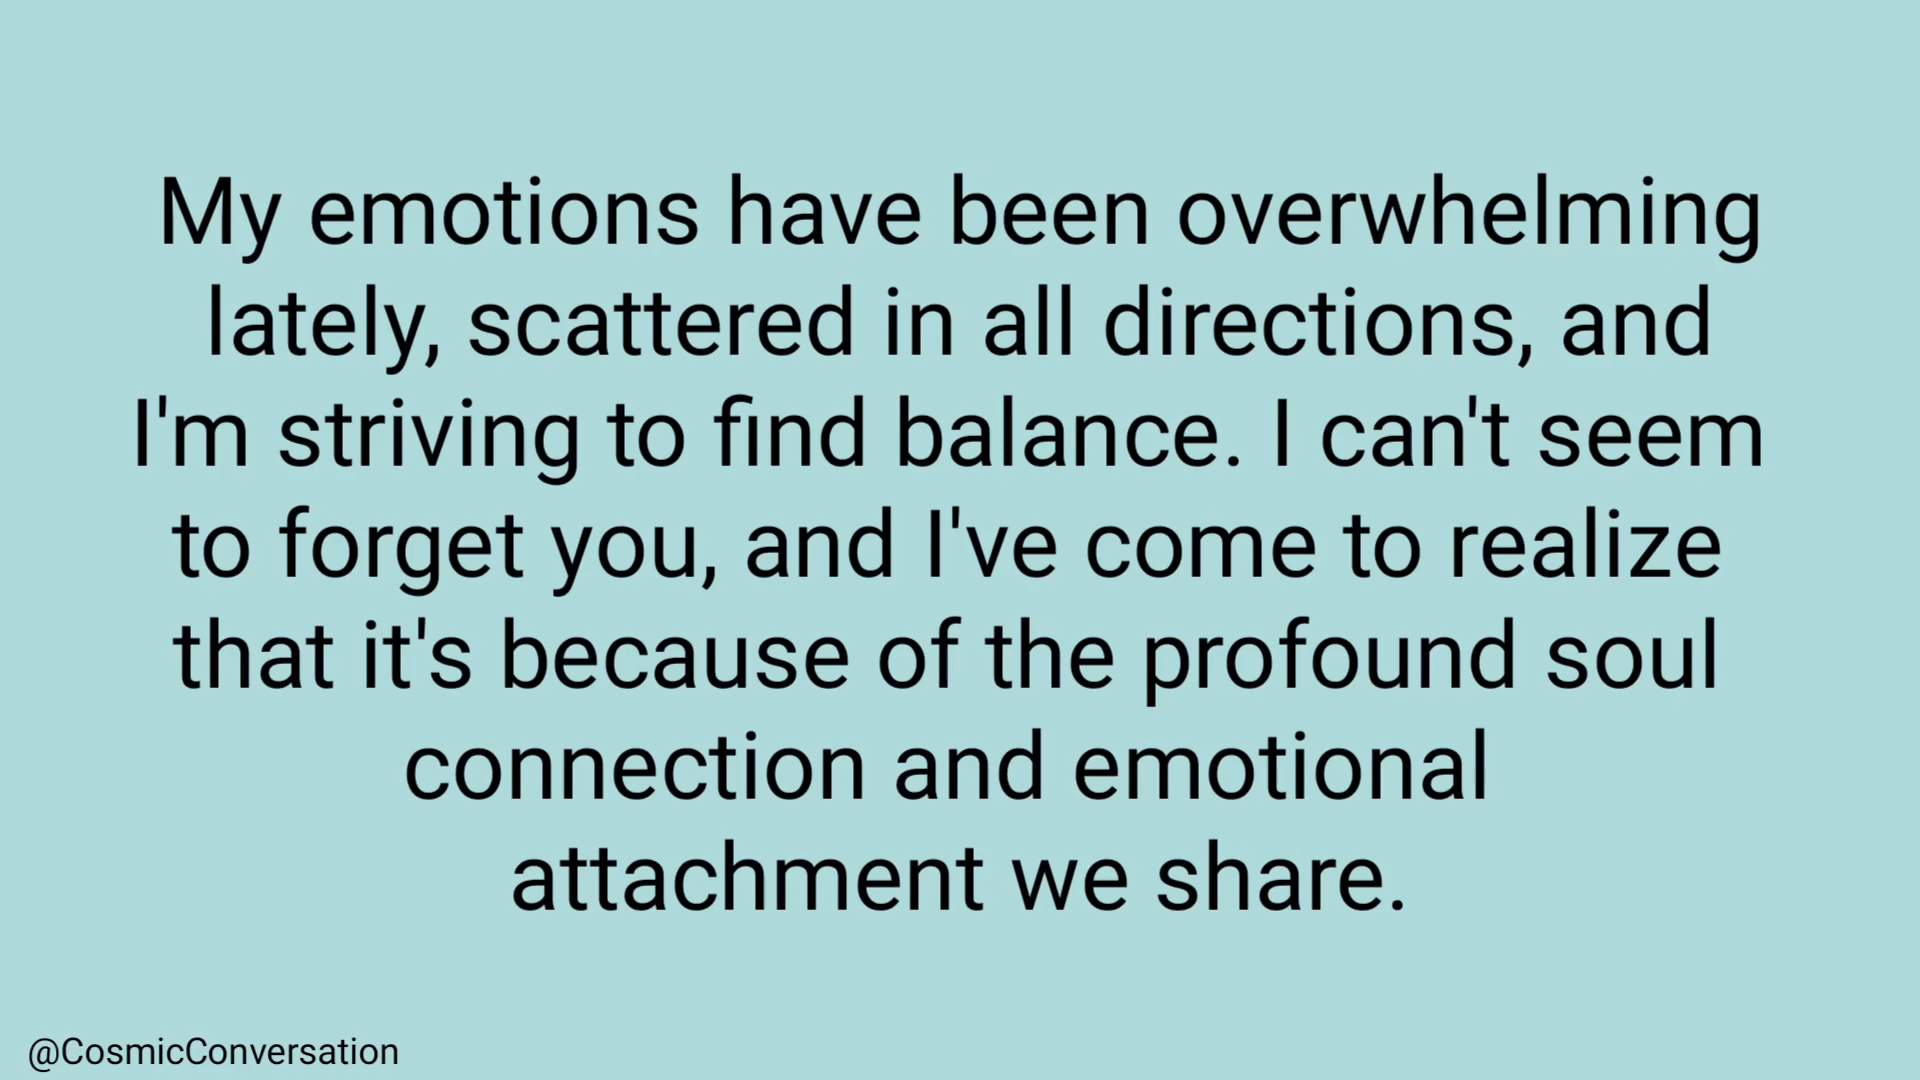 My emotions have been overwhelming
lately, scattered in all directions, and
I'm striving to find balance. I can't seem
to forget you, and I've come to realize
that it's because of the profound soul
connection and emotional
attachment we share.
@CosmicConversation